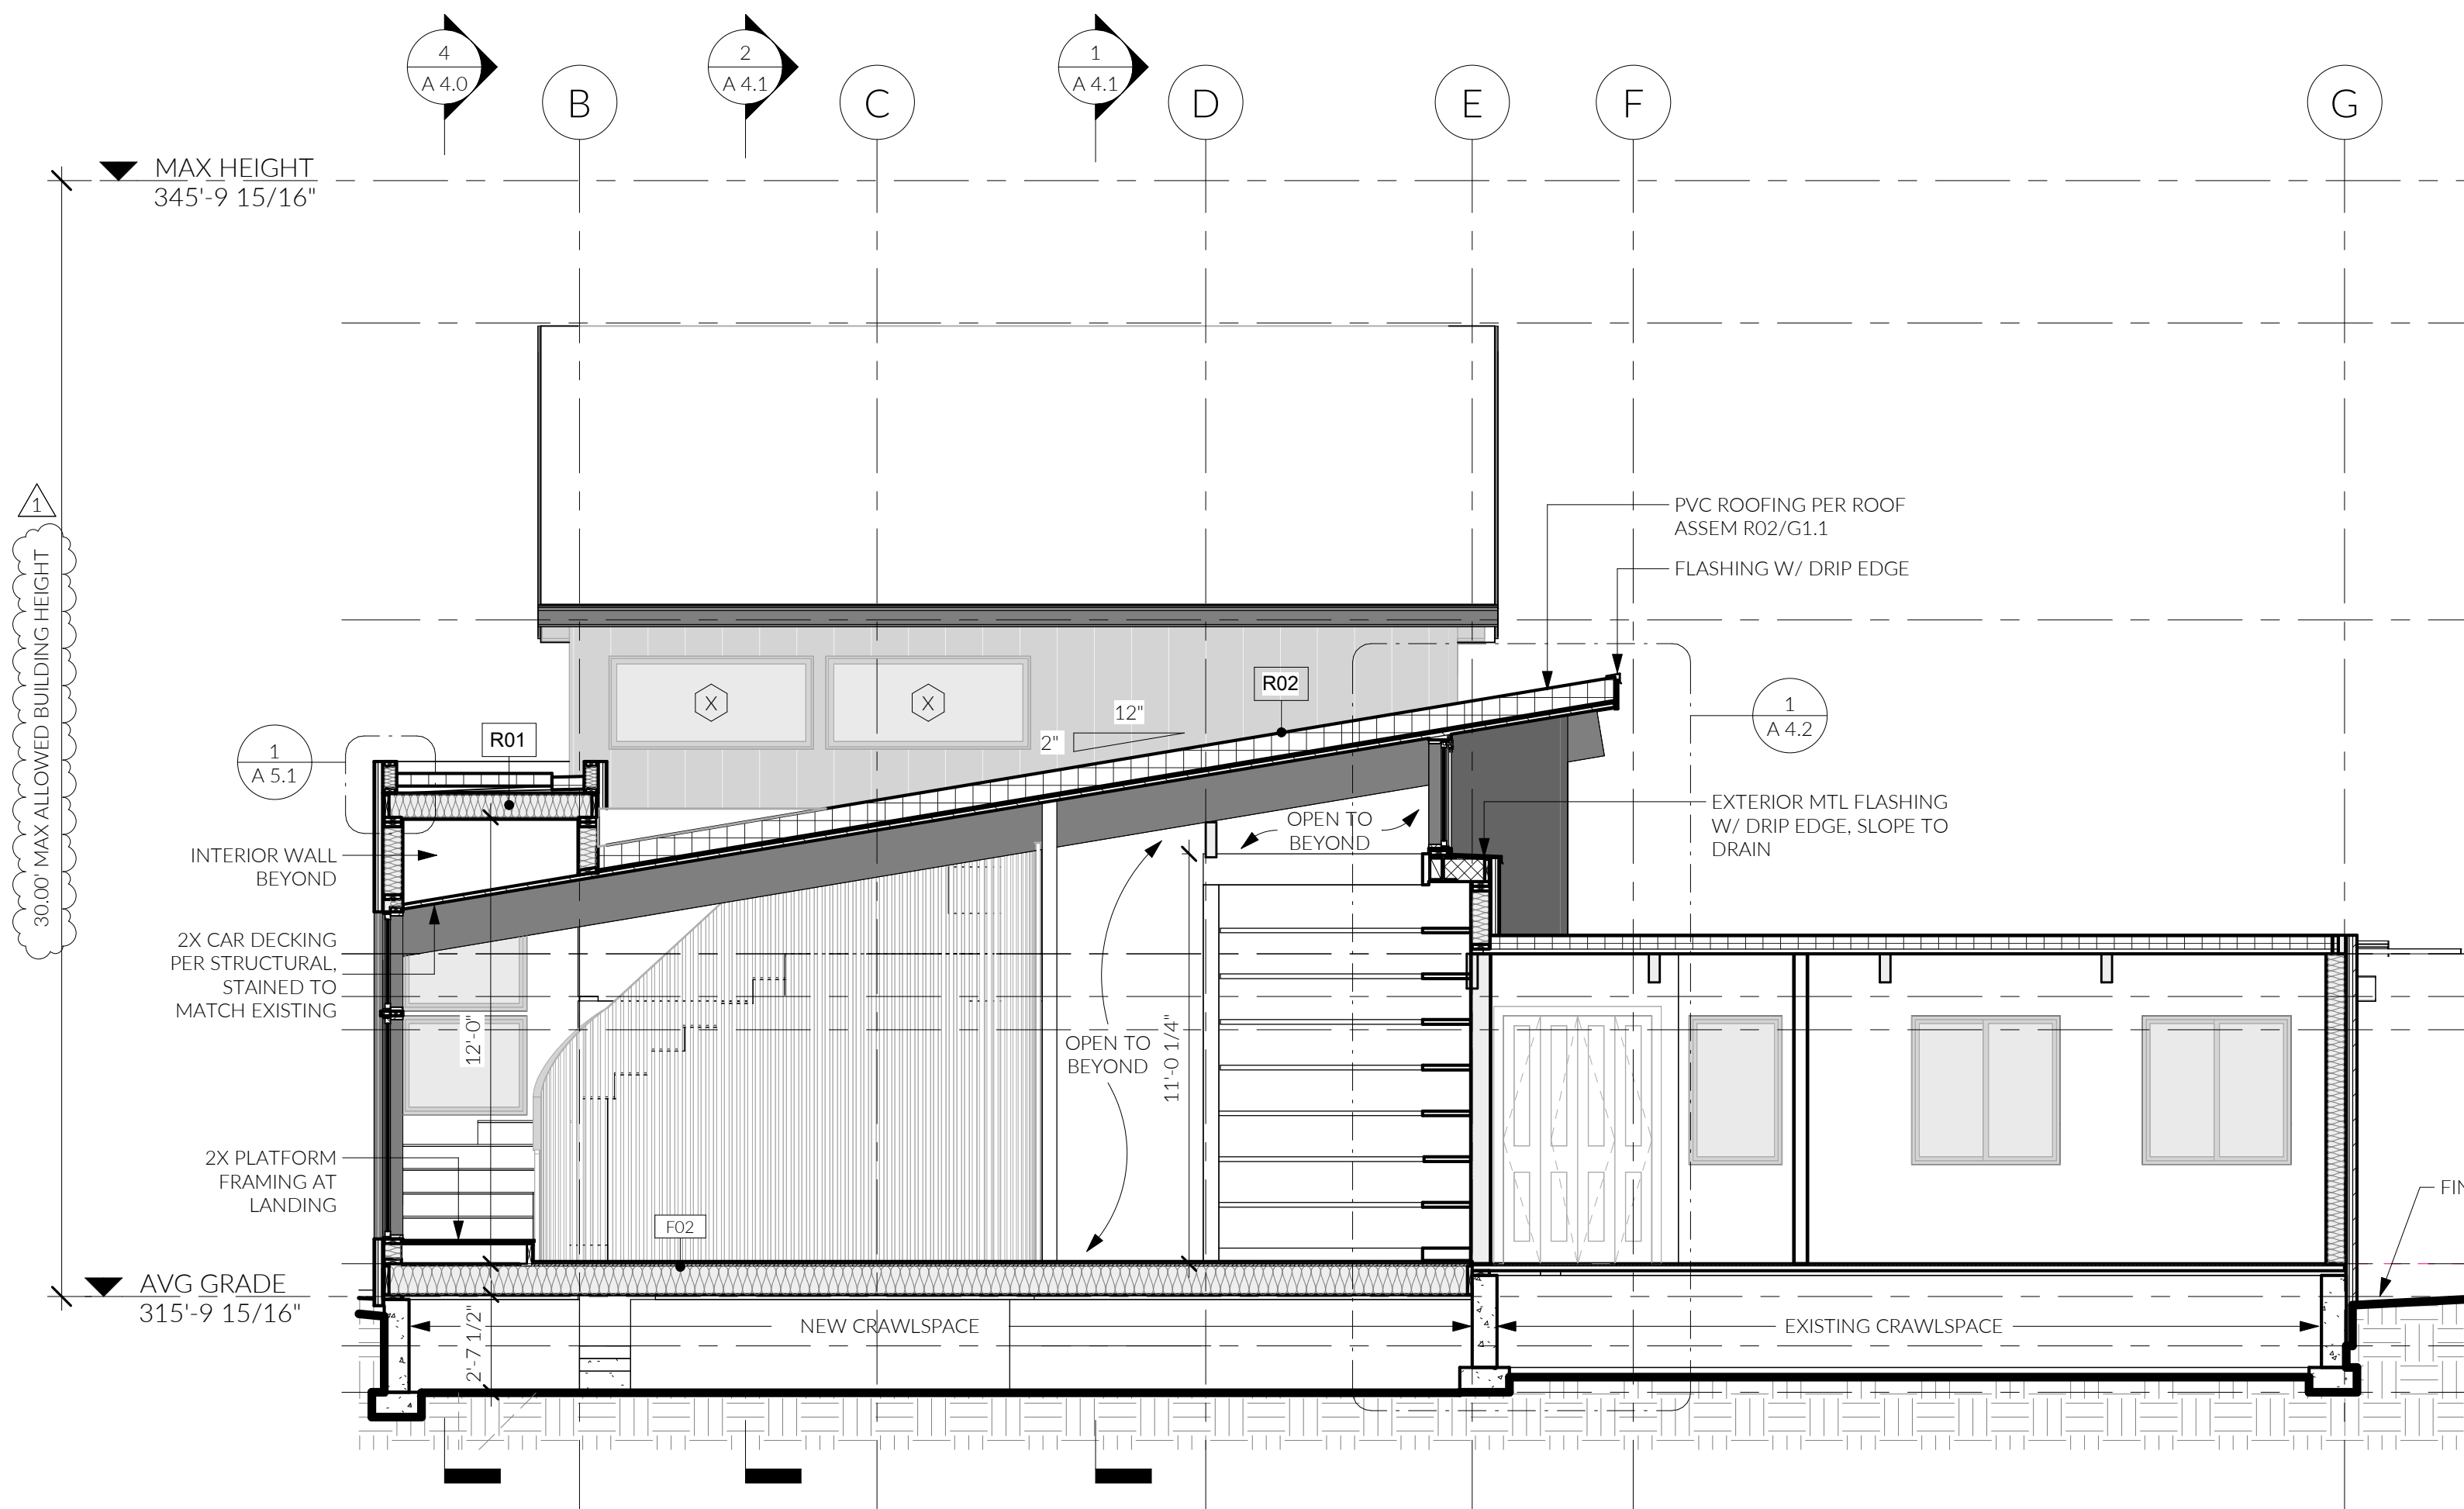 4
A 4.0
2
A 4.1
1
A 4.1
B
C
D
E
F
G
MAX HEIGHT
345'-9 15/16"
1
30.00' MAX ALLOWED BUILDING HEIGHT
PVC ROOFING PER ROOF
ASSEM R02/G1.1
FLASHING W/ DRIP EDGE
R02
X
X
12"
2"
1
A 4.2
R01
1
A 5.1
EXTERIOR MTL FLASHING
W/ DRIP EDGE, SLOPE TO
DRAIN
OPEN TO
BEYOND
INTERIOR WALL
BEYOND
2X CAR DECKING
PER STRUCTURAL,
STAINED TO
MATCH EXISTING
12'-0"
OPEN TO
BEYOND
11'-0 1/4"
2X PLATFORM
FRAMING AT
LANDING
F02
FIN
AVG GRADE
315'-9 15/16"
2'-7 1/2"
NEW CRAWLSPACE
EXISTING CRAWLSPACE